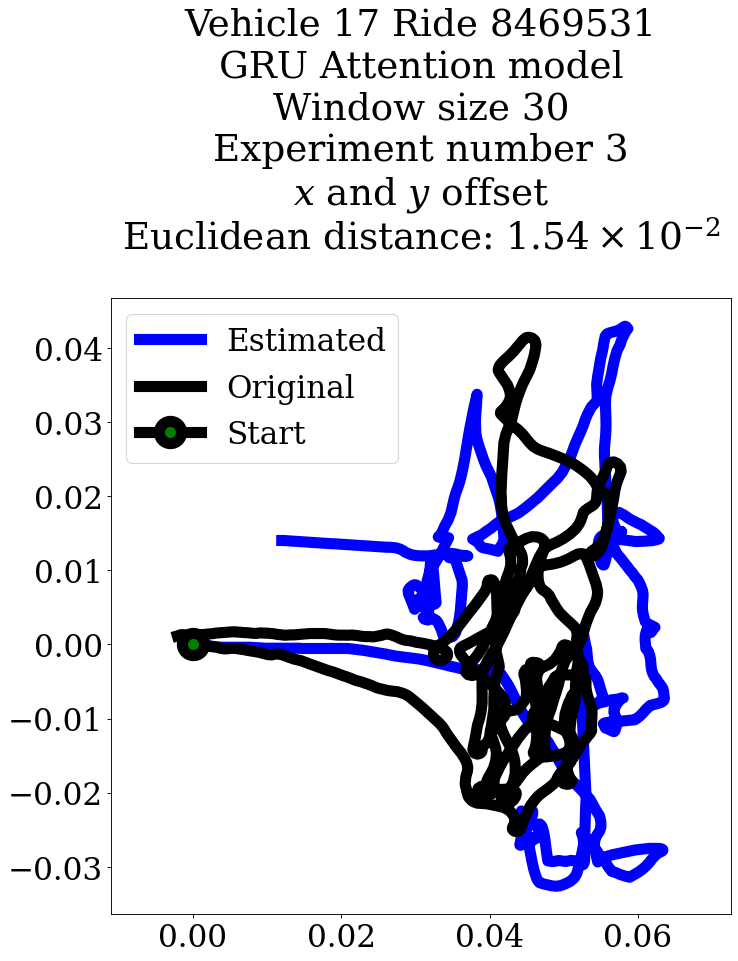 Vehicle 17 Ride 8469531
GRU Attention model
Window size 30
Experiment number 3
x and y offset
Euclidean distance: 1.54 × 10⁻²
Estimated
Original
Start
0.04
0.03
0.02
0.01
0.00
−0.01
−0.02
−0.03
0.00 0.02 0.04 0.06